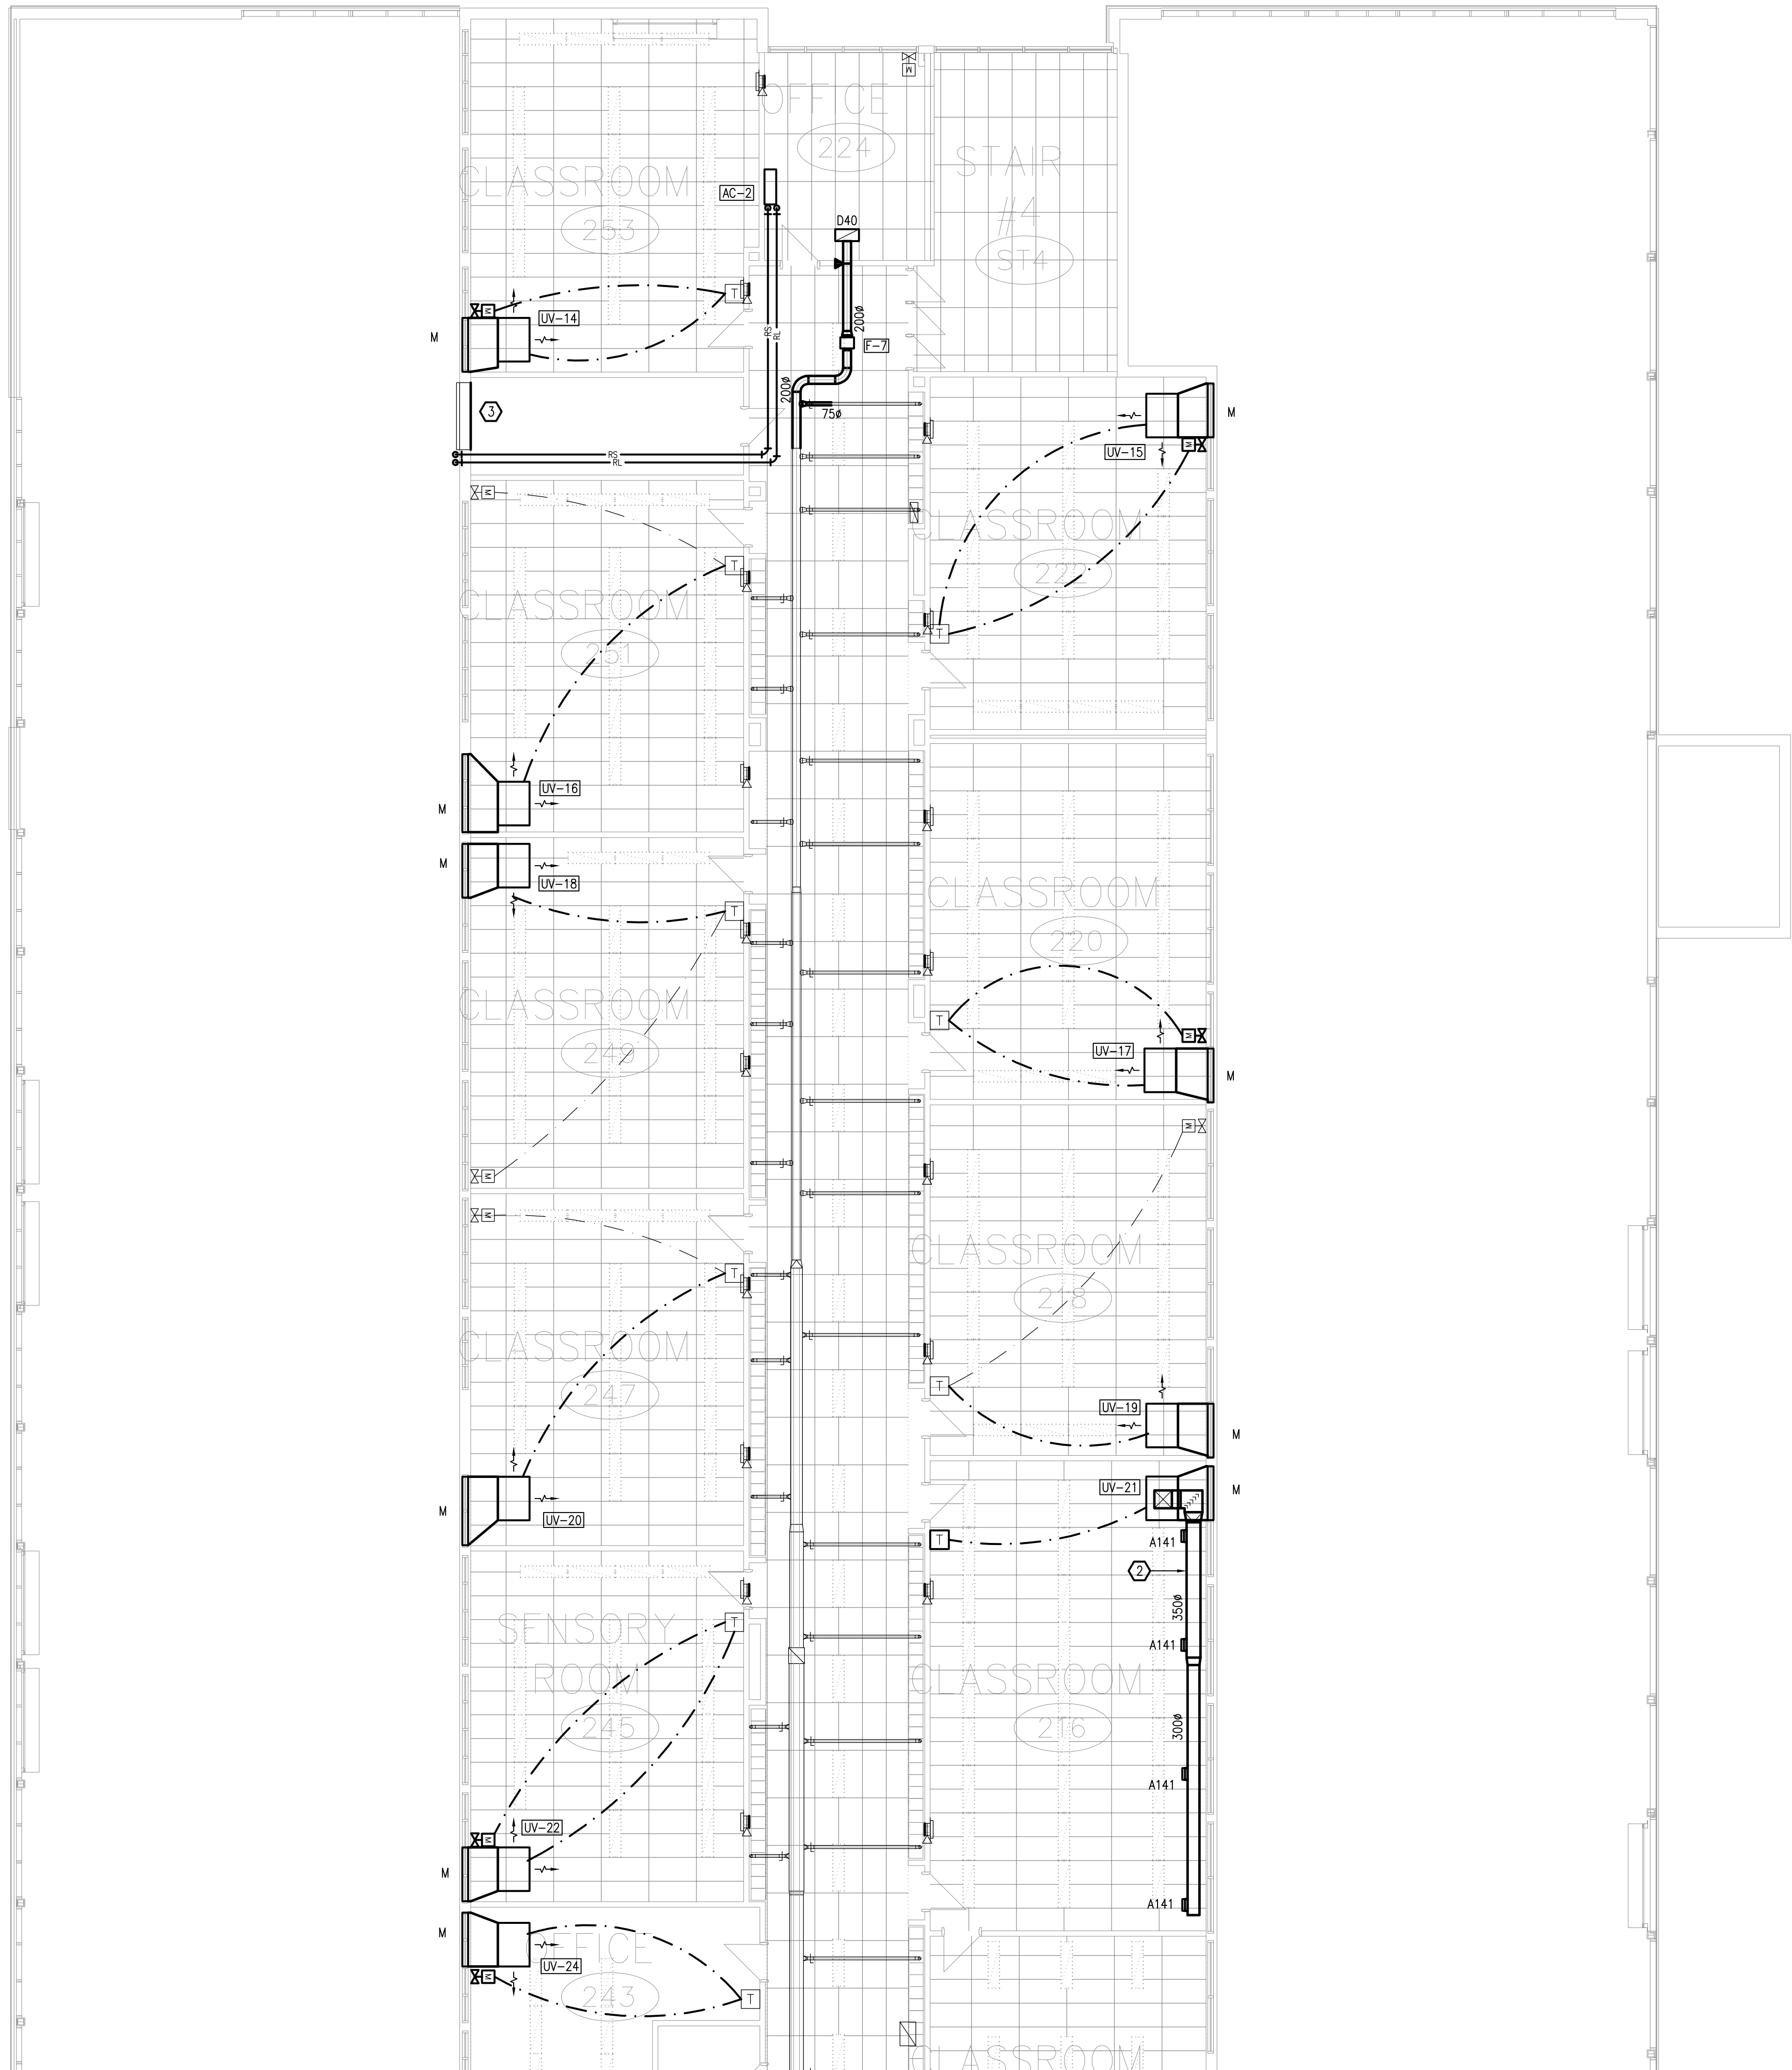 OFFICE
224
STAIR
#4
ST4
CLASSROOM
253
AC-2
D40
T
M
UV-14
M
M
200ø
F-7
RS
RL
200ø
75ø
3
RS
RL
M
UV-15
M
M
T
CLASSROOM
251
CLASSROOM
222
T
UV-16
M
M
UV-18
T
CLASSROOM
220
CLASSROOM
249
T
M
UV-17
M
M
M
M
T
CLASSROOM
218
CLASSROOM
247
T
UV-19
M
UV-20
M
UV-21
M
T
A141
2
350ø
SENSORY
ROOM
245
T
A141
CLASSROOM
216
300ø
A141
UV-22
M
M
A141
OFFICE
243
UV-24
M
M
T
CLASSROOM